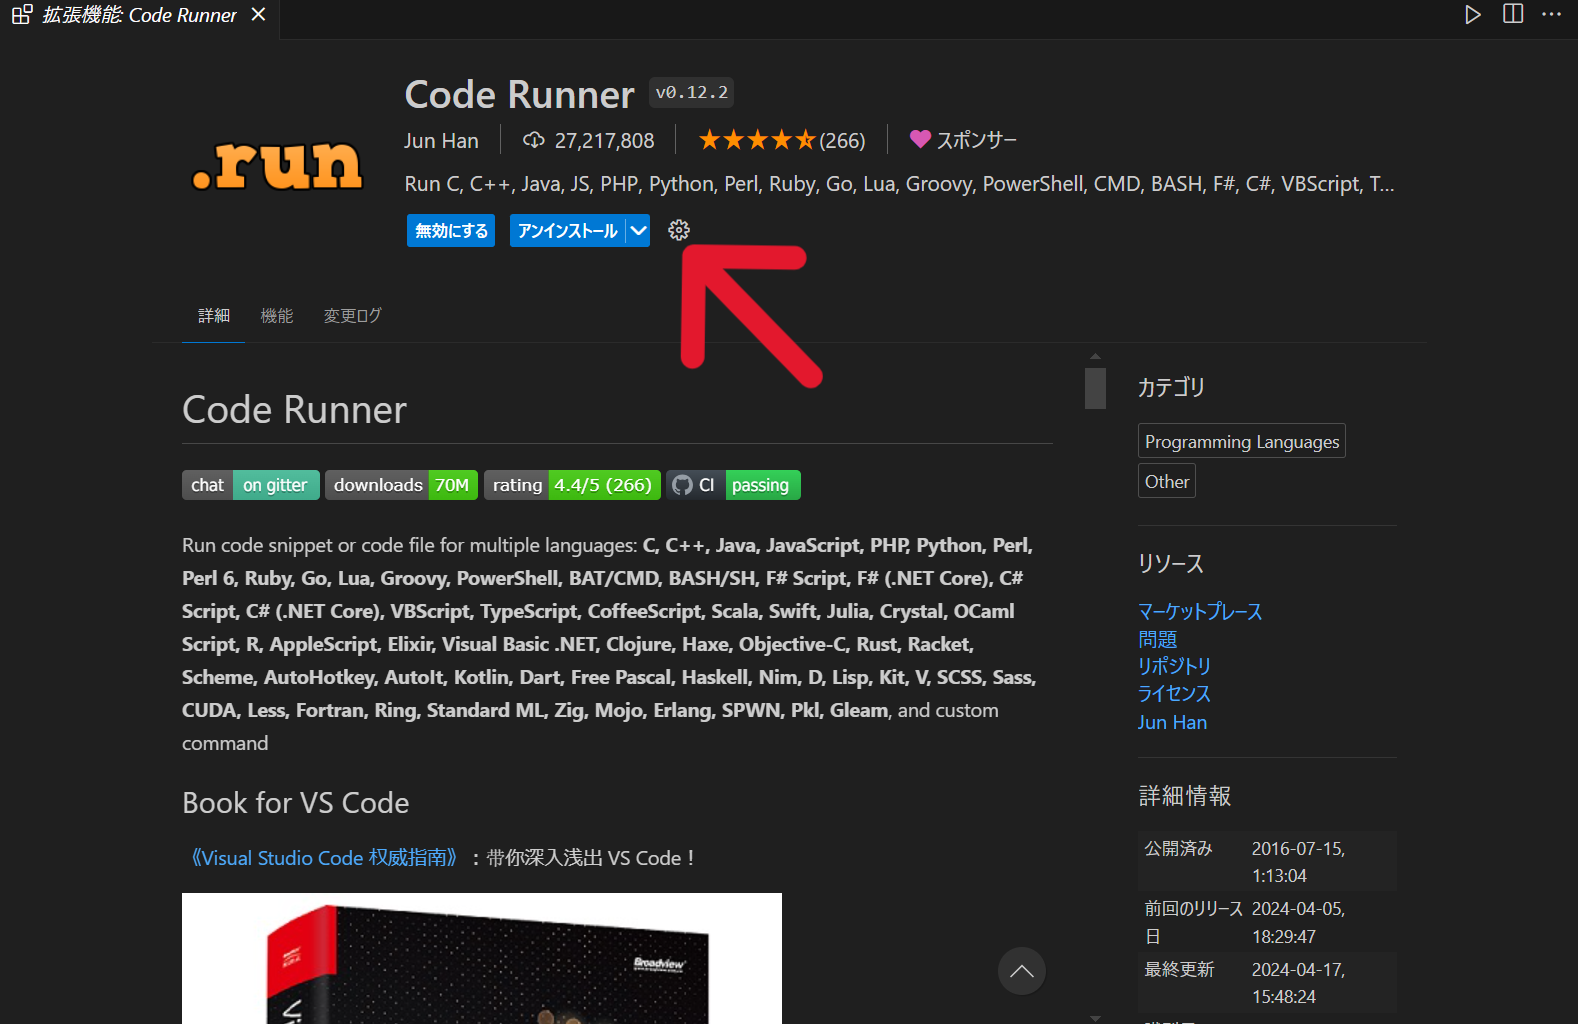 拡張機能: Code Runner
Code Runner v0.12.2
Jun Han 27,217,808 (266) スポンサー
.run
Run C, C++, Java, JS, PHP, Python, Perl, Ruby, Go, Lua, Groovy, PowerShell, CMD, BASH, F#, C#, VBScript, T...
無効にする アンインストール
詳細 機能 変更ログ
Code Runner
chat on gitter downloads 70M rating 4.4/5 (266) CI passing
Run code snippet or code file for multiple languages: C, C++, Java, JavaScript, PHP, Python, Perl,
Perl 6, Ruby, Go, Lua, Groovy, PowerShell, BAT/CMD, BASH/SH, F# Script, F# (.NET Core), C#
Script, C# (.NET Core), VBScript, TypeScript, CoffeeScript, Scala, Swift, Julia, Crystal, OCaml
Script, R, AppleScript, Elixir, Visual Basic .NET, Clojure, Haxe, Objective-C, Rust, Racket,
Scheme, AutoHotkey, AutoIt, Kotlin, Dart, Free Pascal, Haskell, Nim, D, Lisp, Kit, V, SCSS, Sass,
CUDA, Less, Fortran, Ring, Standard ML, Zig, Mojo, Erlang, SPWN, Pkl, Gleam, and custom
command
Book for VS Code
《Visual Studio Code 权威指南》：带你深入浅出 VS Code！
Broadview
カテゴリ
Programming Languages
Other
リソース
マーケットプレース
問題
リポジトリ
ライセンス
Jun Han
詳細情報
公開済み 2016-07-15,
1:13:04
前回のリリース 2024-04-05,
日 18:29:47
最終更新 2024-04-17,
15:48:24